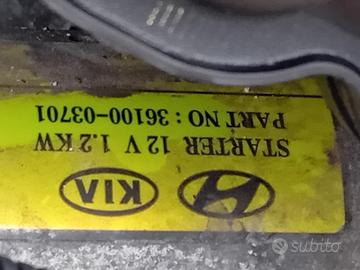 KIA
STARTER 12 V 1.2 KW
PART NO : 36100-03701
subito